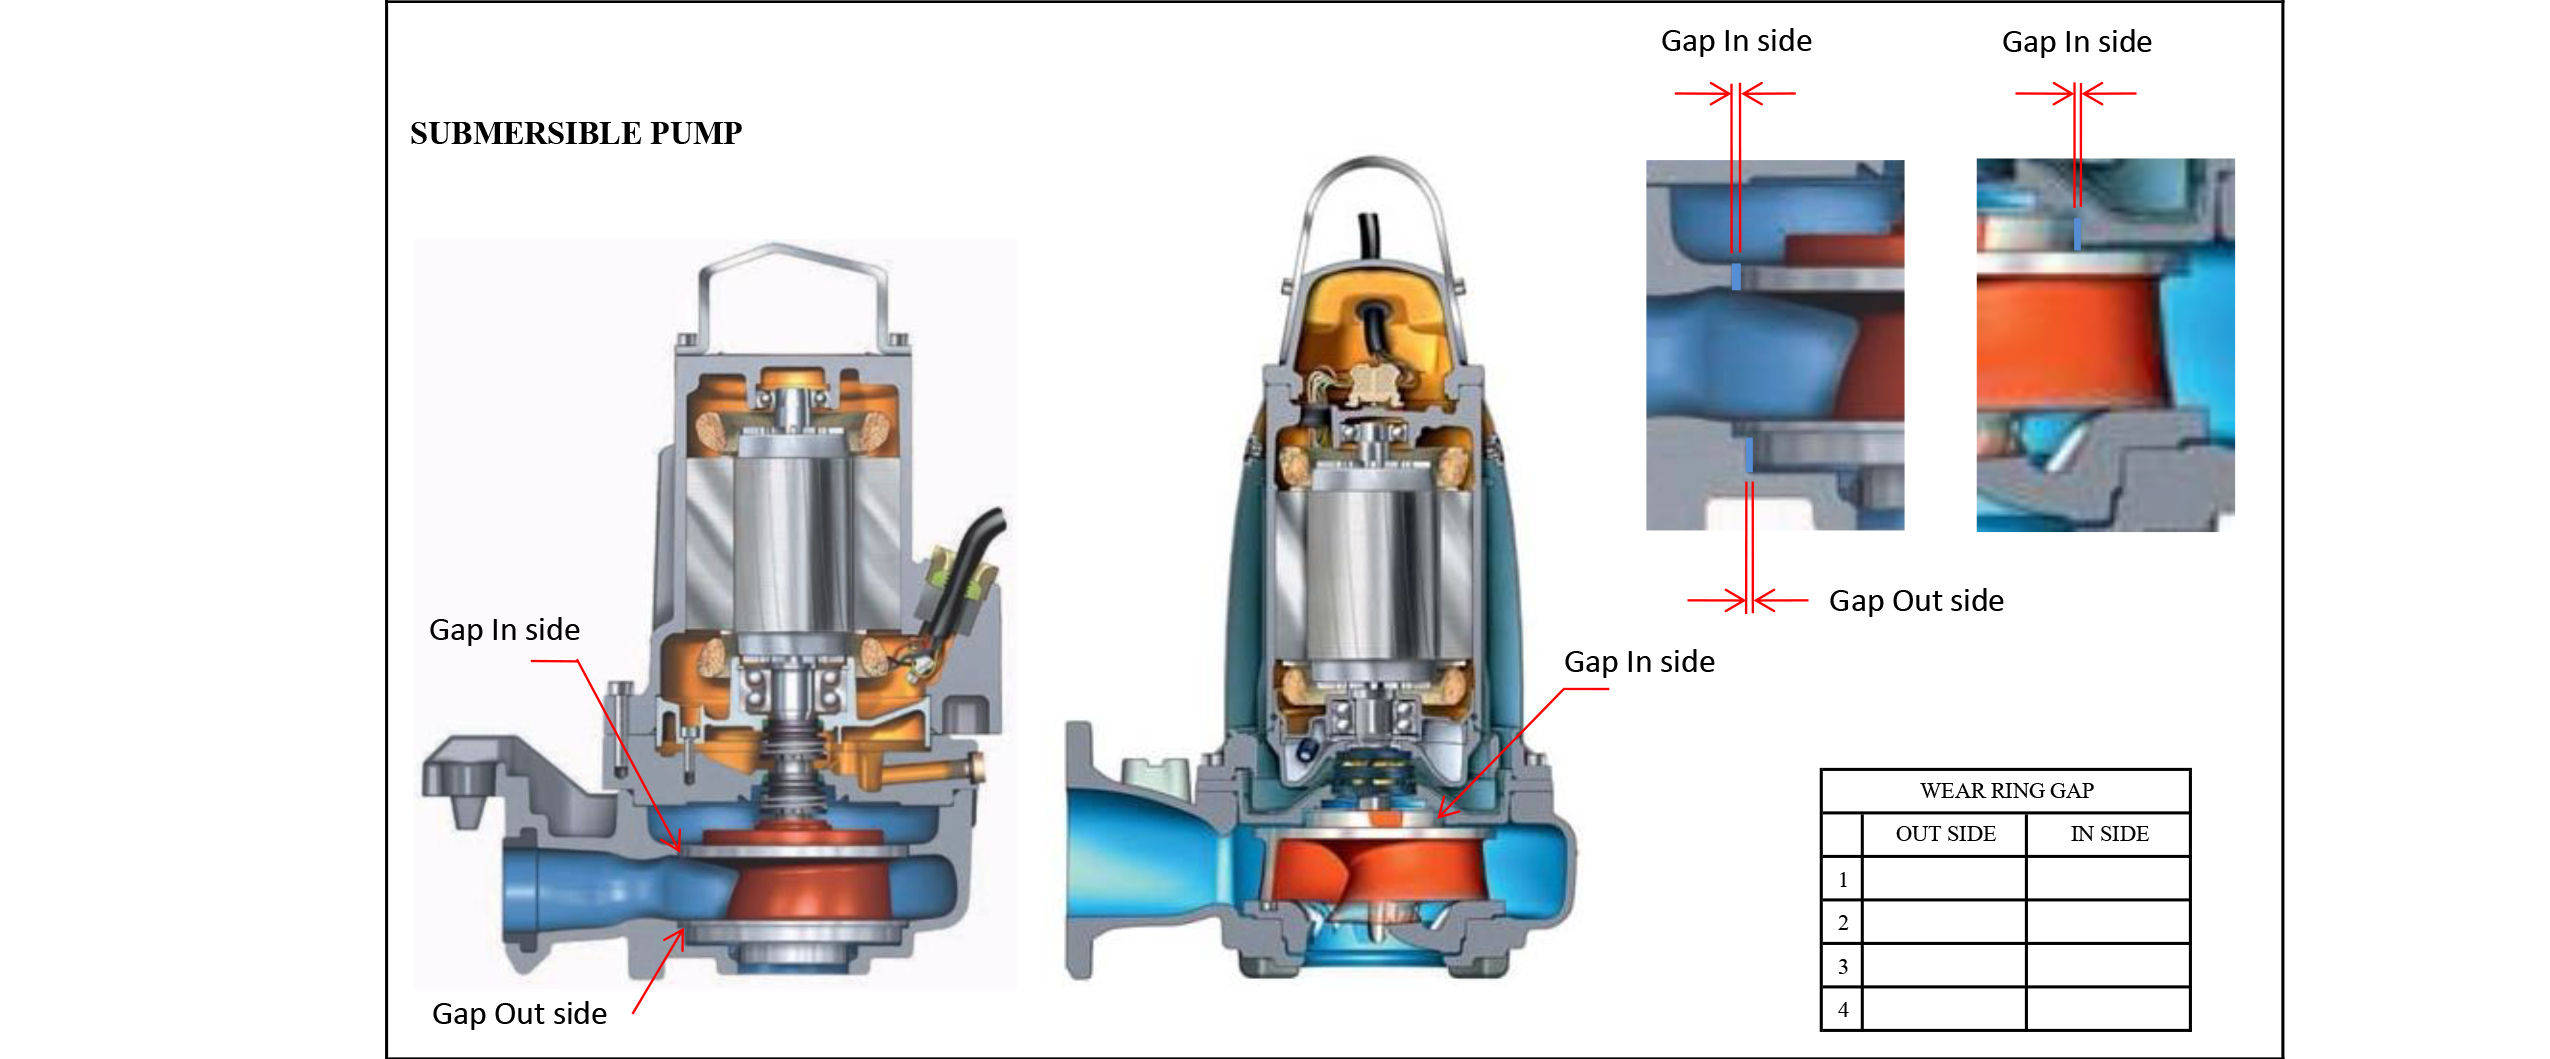 SUBMERSIBLE PUMP
Gap In side
Gap In side
Gap Out side
Gap In side
Gap Out side
Gap In side
WEAR RING GAP
OUT SIDE IN SIDE
1
2
3
4